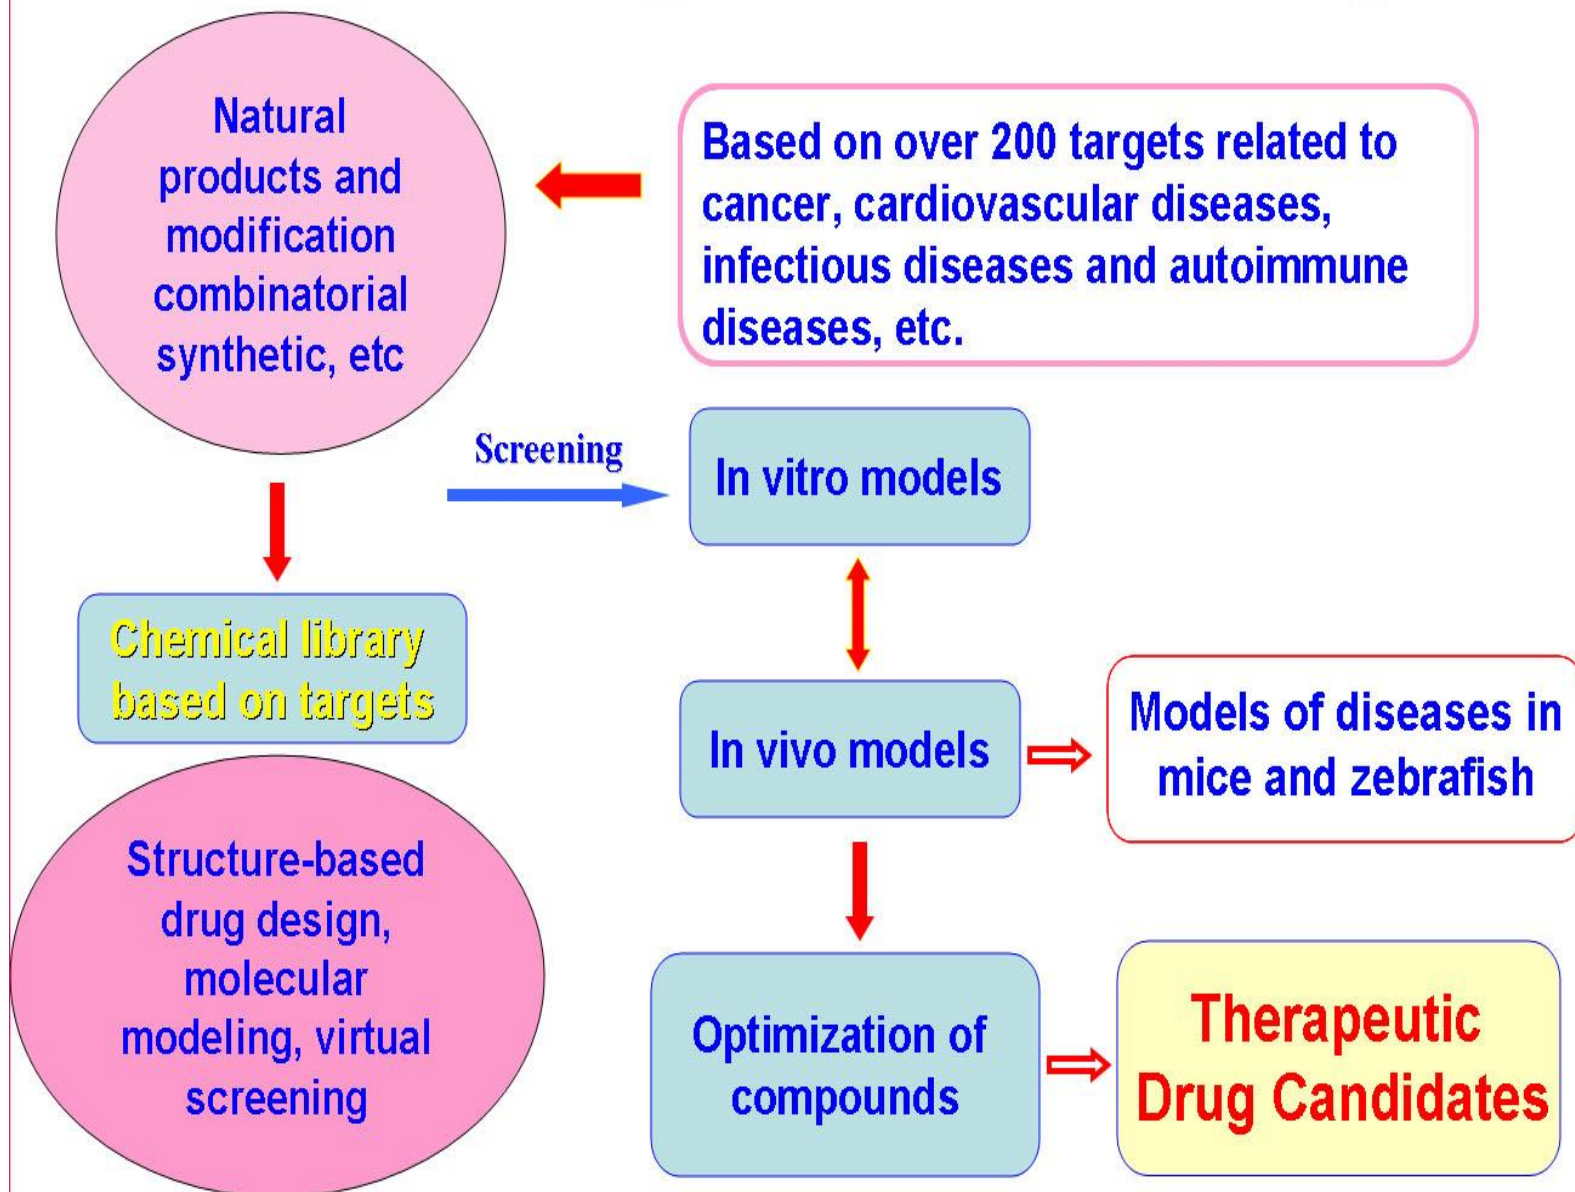 Natural
products and
modification
combinatorial
synthetic, etc
Based on over 200 targets related to
cancer, cardiovascular diseases,
infectious diseases and autoimmune
diseases, etc.
Screening
In vitro models
Chemical library
based on targets
In vivo models
Models of diseases in
mice and zebrafish
Structure-based
drug design,
molecular
modeling, virtual
screening
Optimization of
compounds
Therapeutic
Drug Candidates